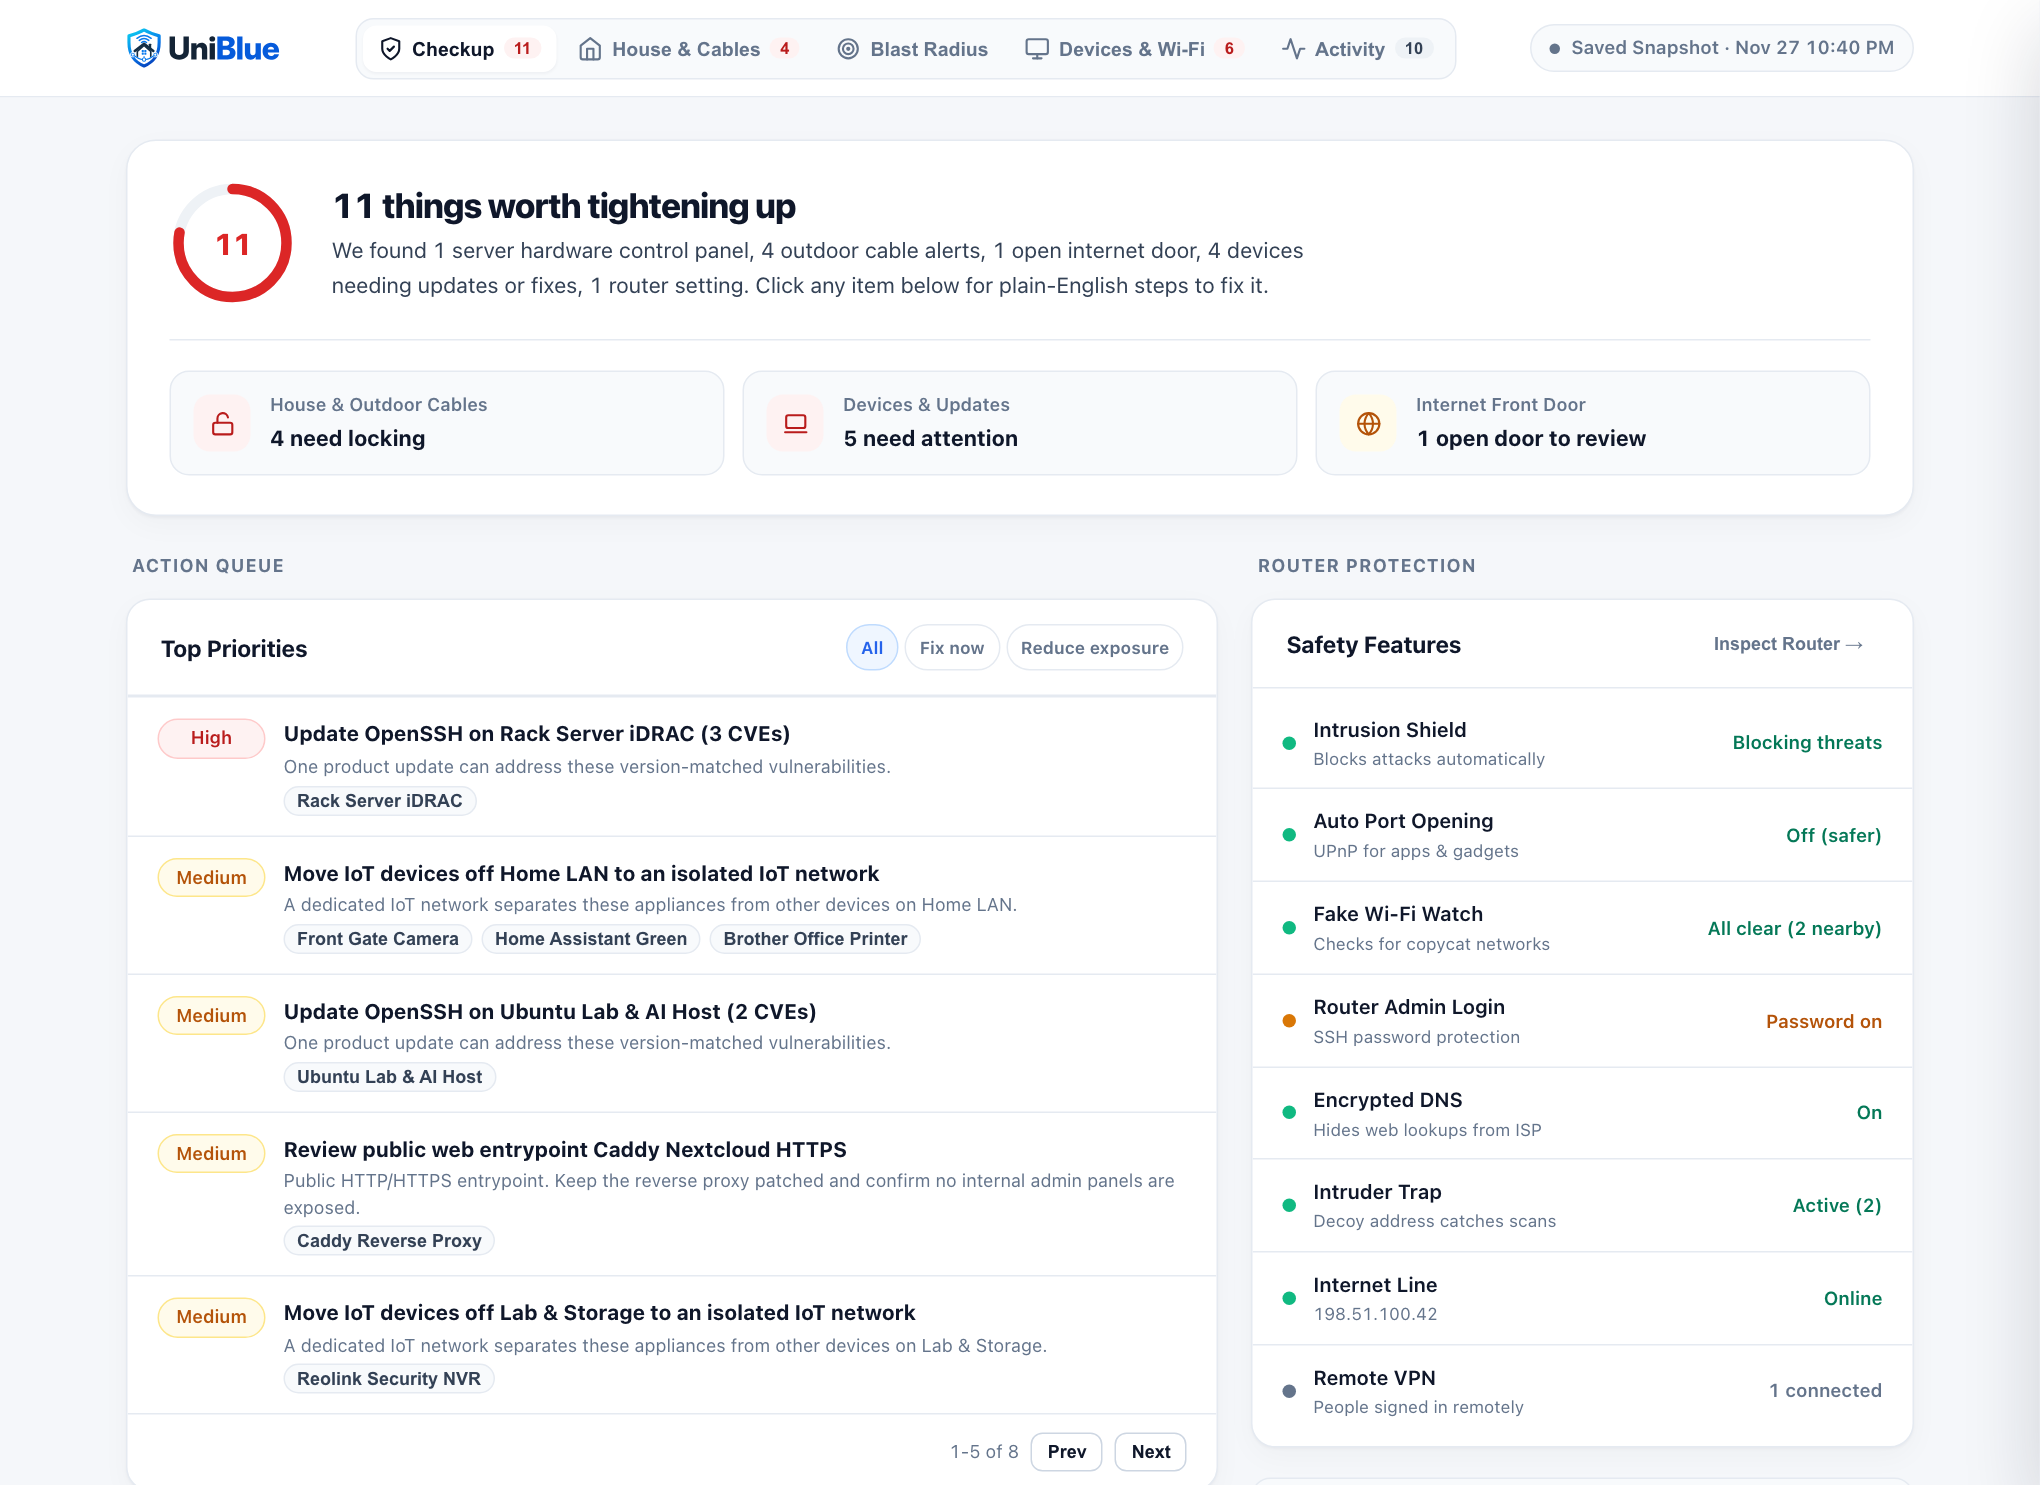 UniBlue
Checkup 11
House & Cables 4
Blast Radius
Devices & Wi-Fi 6
Activity 10
Saved Snapshot · Nov 27 10:40 PM
11
11 things worth tightening up
We found 1 server hardware control panel, 4 outdoor cable alerts, 1 open internet door, 4 devices
needing updates or fixes, 1 router setting. Click any item below for plain-English steps to fix it.
House & Outdoor Cables
4 need locking
Devices & Updates
5 need attention
Internet Front Door
1 open door to review
ACTION QUEUE
Top Priorities
All
Fix now
Reduce exposure
High
Update OpenSSH on Rack Server iDRAC (3 CVEs)
One product update can address these version-matched vulnerabilities.
Rack Server iDRAC
Medium
Move IoT devices off Home LAN to an isolated IoT network
A dedicated IoT network separates these appliances from other devices on Home LAN.
Front Gate Camera
Home Assistant Green
Brother Office Printer
Medium
Update OpenSSH on Ubuntu Lab & AI Host (2 CVEs)
One product update can address these version-matched vulnerabilities.
Ubuntu Lab & AI Host
Medium
Review public web entrypoint Caddy Nextcloud HTTPS
Public HTTP/HTTPS entrypoint. Keep the reverse proxy patched and confirm no internal admin panels are
exposed.
Caddy Reverse Proxy
Medium
Move IoT devices off Lab & Storage to an isolated IoT network
A dedicated IoT network separates these appliances from other devices on Lab & Storage.
Reolink Security NVR
1-5 of 8
Prev
Next
ROUTER PROTECTION
Safety Features
Inspect Router →
Intrusion Shield
Blocks attacks automatically
Blocking threats
Auto Port Opening
UPnP for apps & gadgets
Off (safer)
Fake Wi-Fi Watch
Checks for copycat networks
All clear (2 nearby)
Router Admin Login
SSH password protection
Password on
Encrypted DNS
Hides web lookups from ISP
On
Intruder Trap
Decoy address catches scans
Active (2)
Internet Line
198.51.100.42
Online
Remote VPN
People signed in remotely
1 connected